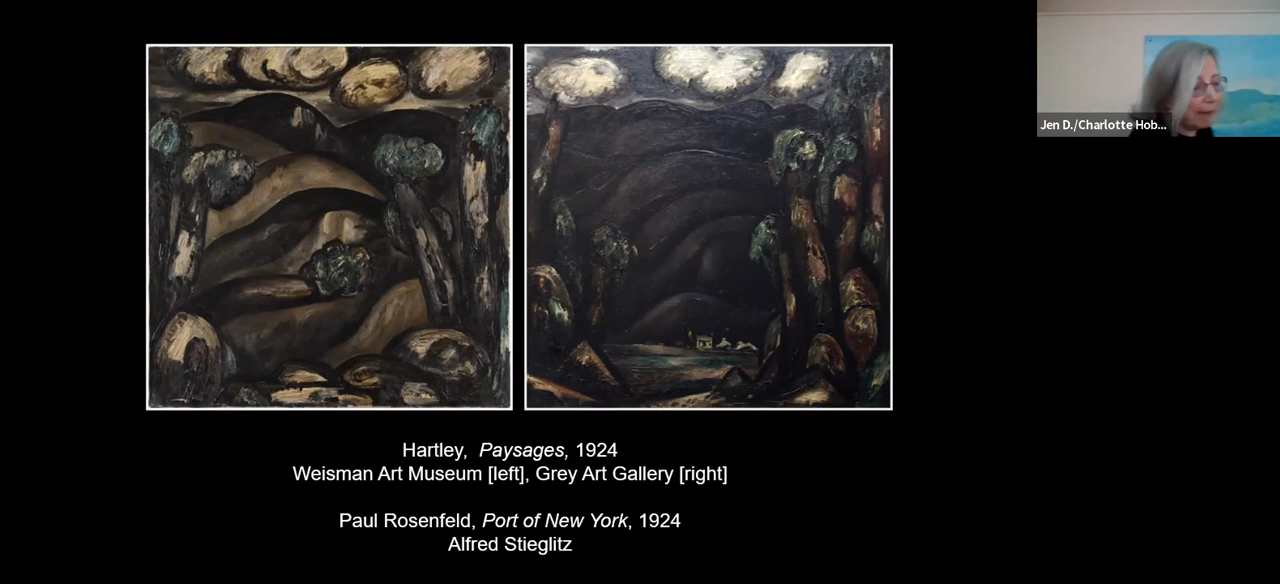 Jen D./Charlotte Hob...
Hartley, Paysages, 1924
Weisman Art Museum [left], Grey Art Gallery [right]
Paul Rosenfeld, Port of New York, 1924
Alfred Stieglitz